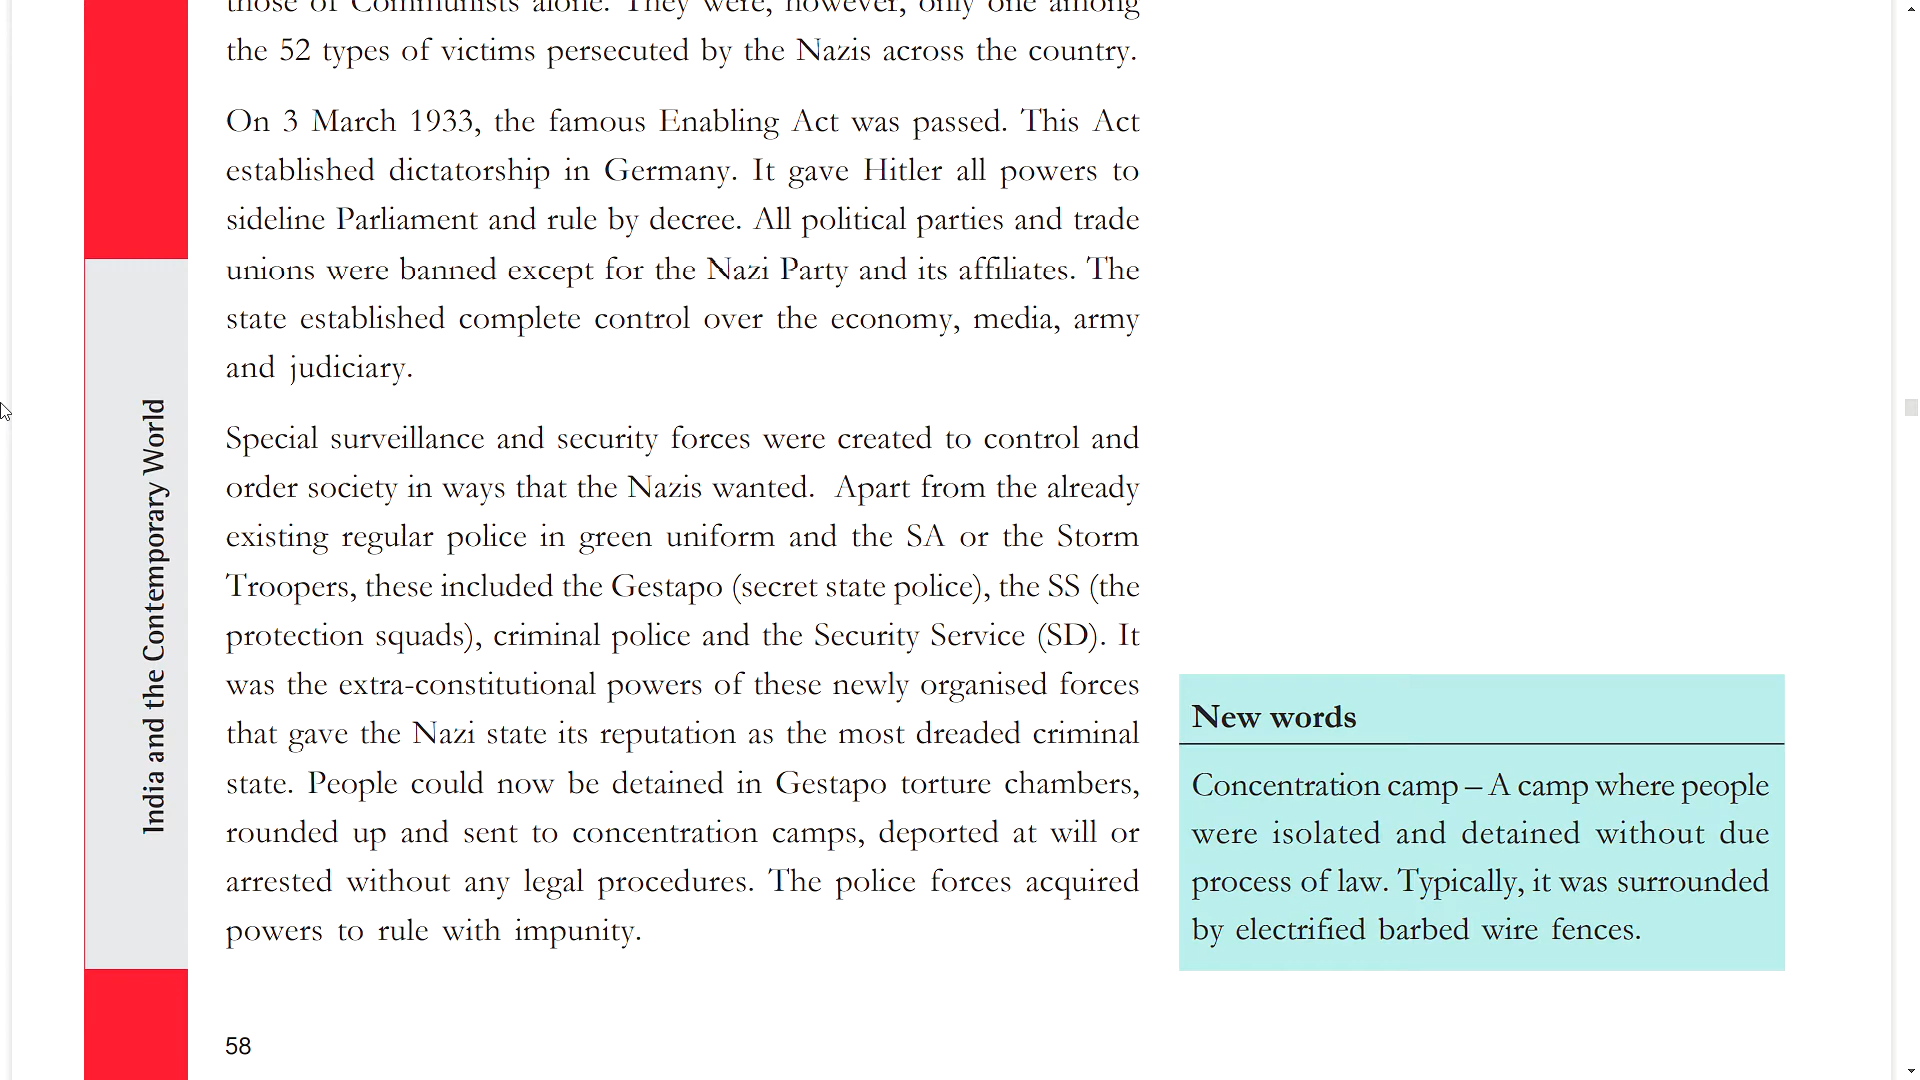 those of Communists alone. They were, however, only one among
the 52 types of victims persecuted by the Nazis across the country.
On 3 March 1933, the famous Enabling Act was passed. This Act
established dictatorship in Germany. It gave Hitler all powers to
sideline Parliament and rule by decree. All political parties and trade
unions were banned except for the Nazi Party and its affiliates. The
state established complete control over the economy, media, army
and judiciary.
Special surveillance and security forces were created to control and
order society in ways that the Nazis wanted. Apart from the already
existing regular police in green uniform and the SA or the Storm
Troopers, these included the Gestapo (secret state police), the SS (the
protection squads), criminal police and the Security Service (SD). It
was the extra-constitutional powers of these newly organised forces
that gave the Nazi state its reputation as the most dreaded criminal
state. People could now be detained in Gestapo torture chambers,
rounded up and sent to concentration camps, deported at will or
arrested without any legal procedures. The police forces acquired
powers to rule with impunity.
New words
Concentration camp – A camp where people
were isolated and detained without due
process of law. Typically, it was surrounded
by electrified barbed wire fences.
India and the Contemporary World
58